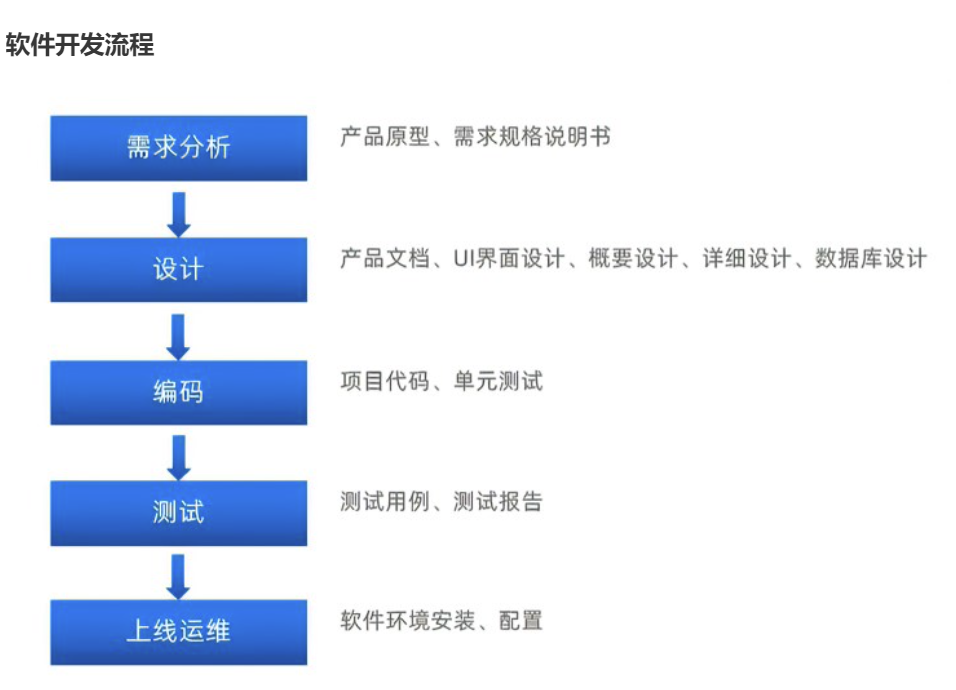 软件开发流程
需求分析
产品原型、需求规格说明书
设计
产品文档、UI界面设计、概要设计、详细设计、数据库设计
编码
项目代码、单元测试
测试
测试用例、测试报告
上线运维
软件环境安装、配置